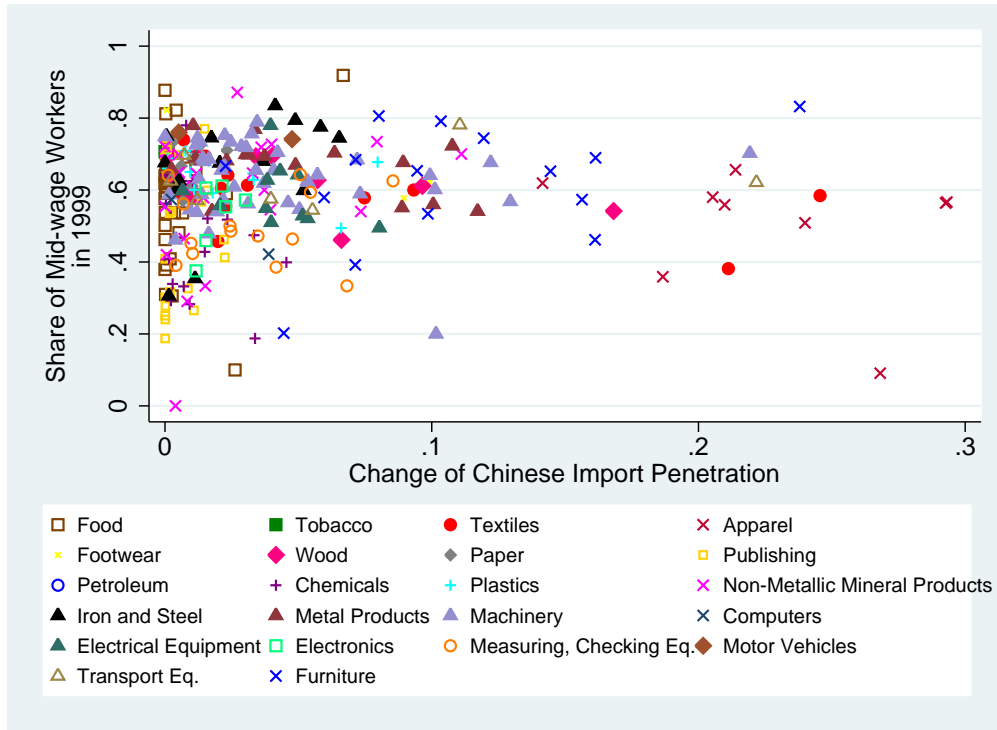 Share of Mid-wage Workers
in 1999
1
.8
.6
.4
.2
0
0 .1 .2 .3
Change of Chinese Import Penetration
Food Tobacco Textiles Apparel
Footwear Wood Paper Publishing
Petroleum Chemicals Plastics Non-Metallic Mineral Products
Iron and Steel Metal Products Machinery Computers
Electrical Equipment Electronics Measuring, Checking Eq. Motor Vehicles
Transport Eq. Furniture